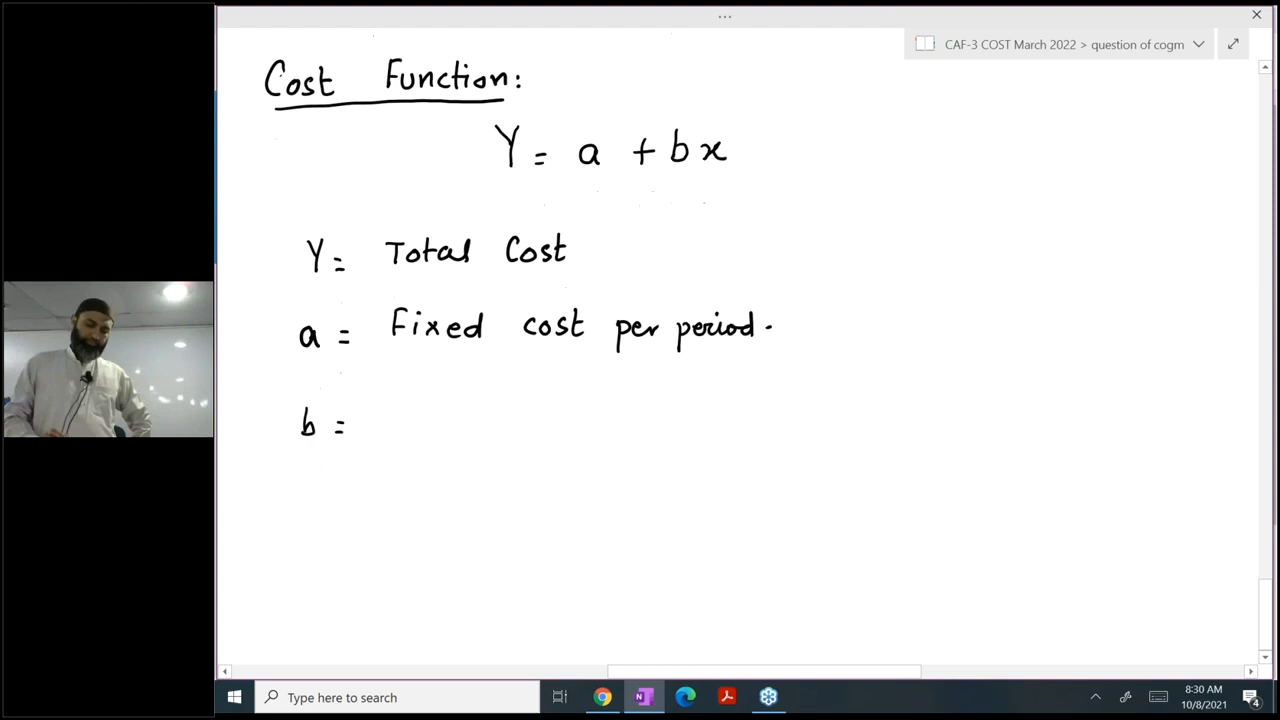 CAF-3 COST March 2022 > question of cogm
Cost Function:
Y = a + bx
Y = Total Cost
a = Fixed cost per period.
b =
Type here to search
8:30 AM
10/8/2021
4